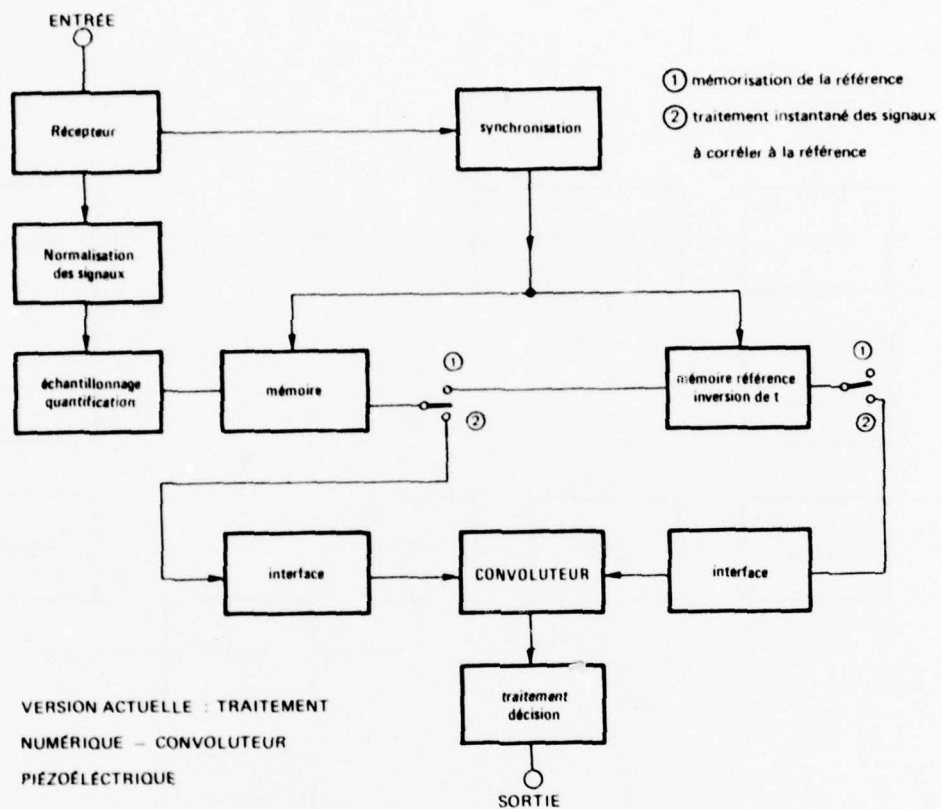 ENTRÉE
① mémorisation de la référence
② traitement instantané des signaux
à corrêler à la référence
Récepteur
synchronisation
Normalisation
des signaux
échantillonnage
quantification
mémoire
①
②
mémoire référence
inversion de t
①
②
interface
CONVOLUTEUR
interface
traitement
décision
VERSION ACTUELLE : TRAITEMENT
NUMÉRIQUE – CONVOLUTEUR
PIÉZOÉLÉCTRIQUE
SORTIE